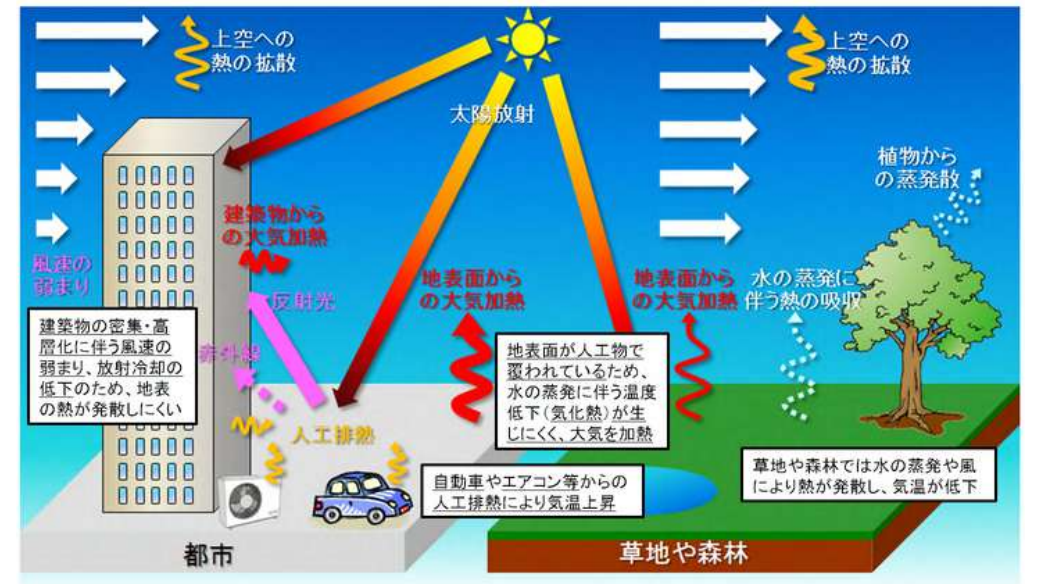 上空への
熱の拡散
太陽放射
上空への
熱の拡散
植物から
の蒸発散
建築物から
の大気加熱
風速の
弱まり
反射光
地表面から
の大気加熱
地表面から
の大気加熱
水の蒸発に
伴う熱の吸収
建築物の密集・高
層化に伴う風速の
弱まり、放射冷却の
低下のため、地表
の熱が発散しにくい
赤外線
地表面が人工物で
覆われているため、
水の蒸発に伴う温度
低下(気化熱)が生
じにくく、大気を加熱
人工排熱
自動車やエアコン等からの
人工排熱により気温上昇
草地や森林では水の蒸発や風
により熱が発散し、気温が低下
都市
草地や森林